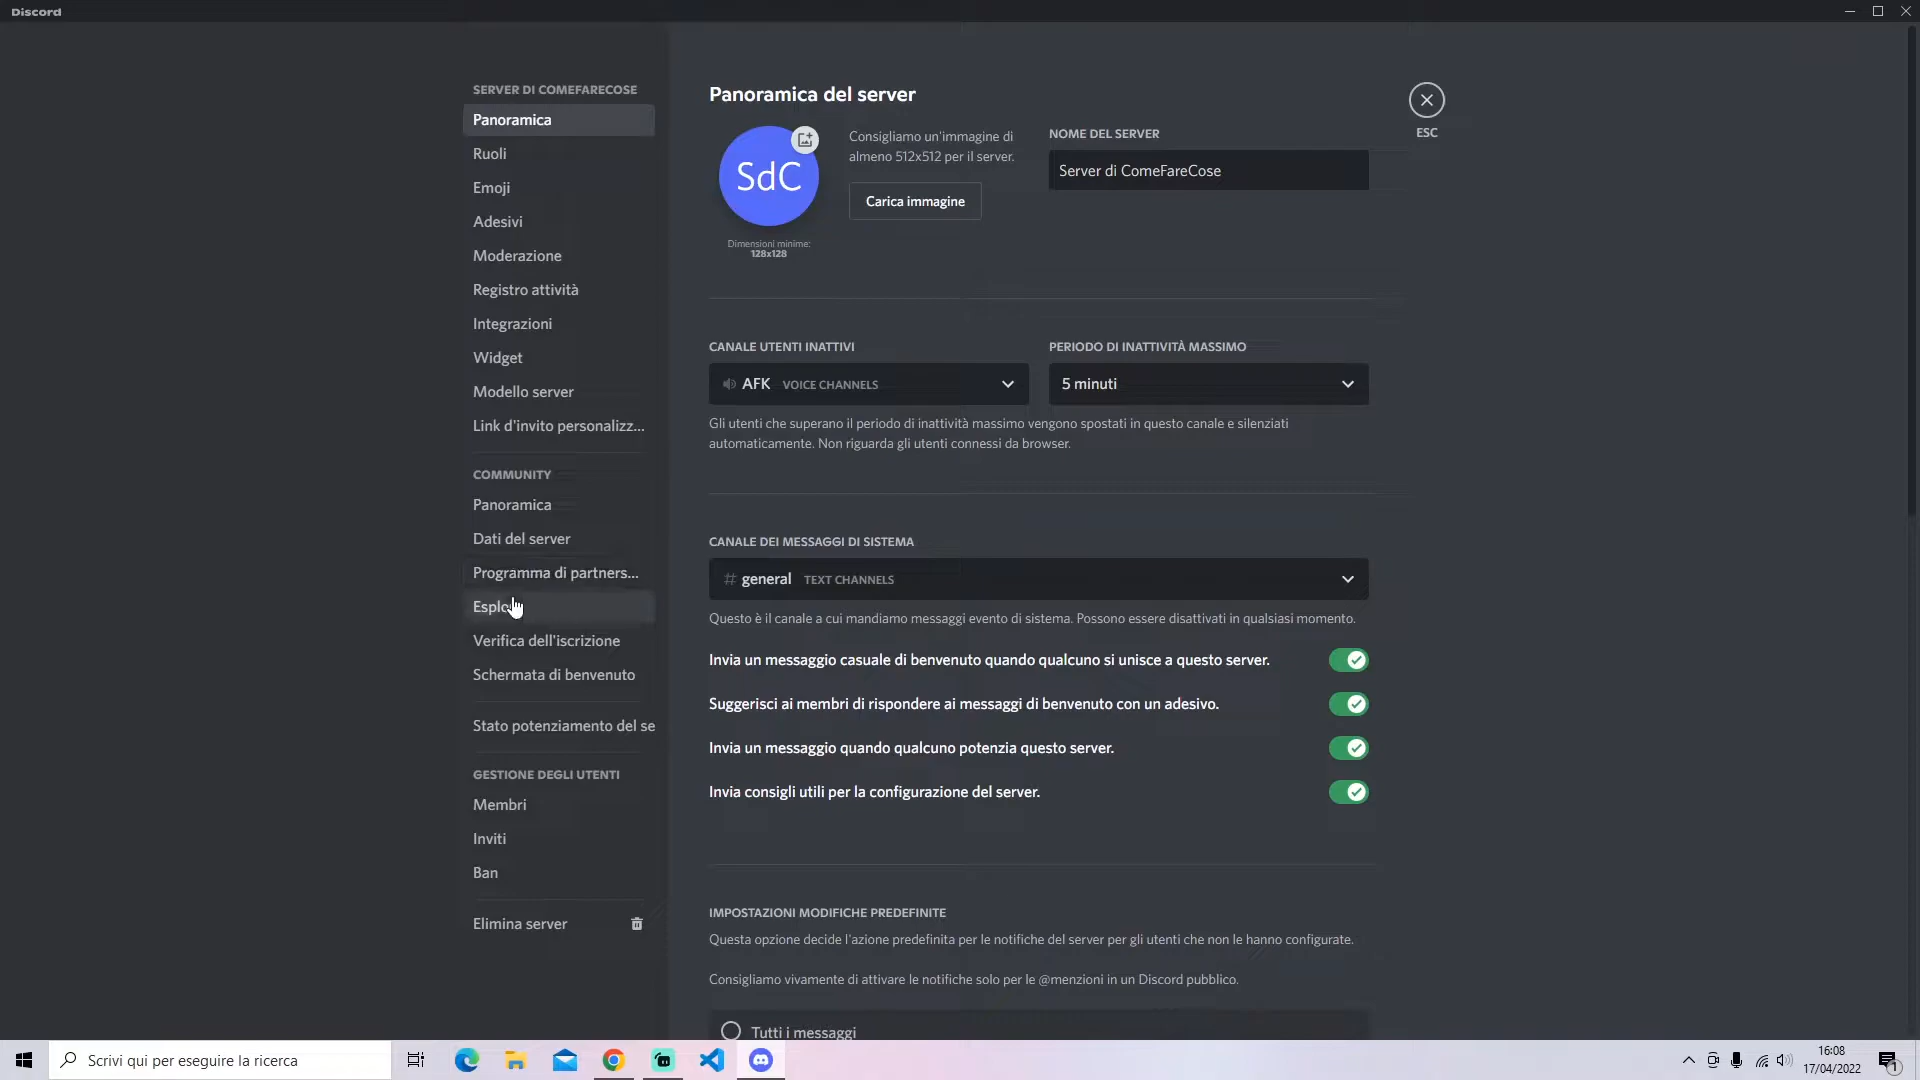 Discord
SERVER DI COMEFARECOSE
Panoramica
Ruoli
Emoji
Adesivi
Moderazione
Registro attività
Integrazioni
Widget
Modello server
Link d'invito personalizz...
COMMUNITY
Panoramica
Dati del server
Programma di partners...
Verifica dell'iscrizione
Schermata di benvenuto
Stato potenziamento del se
GESTIONE DEGLI UTENTI
Membri
Inviti
Ban
Elimina server
Panoramica del server
SdC
Dimensioni minime:
128x128
Consigliamo un'immagine di
almeno 512x512 per il server.
Carica immagine
NOME DEL SERVER
Server di ComeFareCose
ESC
CANALE UTENTI INATTIVI
AFK VOICE CHANNELS
PERIODO DI INATTIVITÀ MASSIMO
5 minuti
Gli utenti che superano il periodo di inattività massimo vengono spostati in questo canale e silenziati
automaticamente. Non riguarda gli utenti connessi da browser.
CANALE DEI MESSAGGI DI SISTEMA
# general TEXT CHANNELS
Questo è il canale a cui mandiamo messaggi evento di sistema. Possono essere disattivati in qualsiasi momento.
Invia un messaggio casuale di benvenuto quando qualcuno si unisce a questo server.
Suggerisci ai membri di rispondere ai messaggi di benvenuto con un adesivo.
Invia un messaggio quando qualcuno potenzia questo server.
Invia consigli utili per la configurazione del server.
IMPOSTAZIONI MODIFICHE PREDEFINITE
Questa opzione decide l'azione predefinita per le notifiche del server per gli utenti che non le hanno configurate.
Consigliamo vivamente di attivare le notifiche solo per le @menzioni in un Discord pubblico.
Tutti i messaggi
Scrivi qui per eseguire la ricerca
16:08
17/04/2022
1